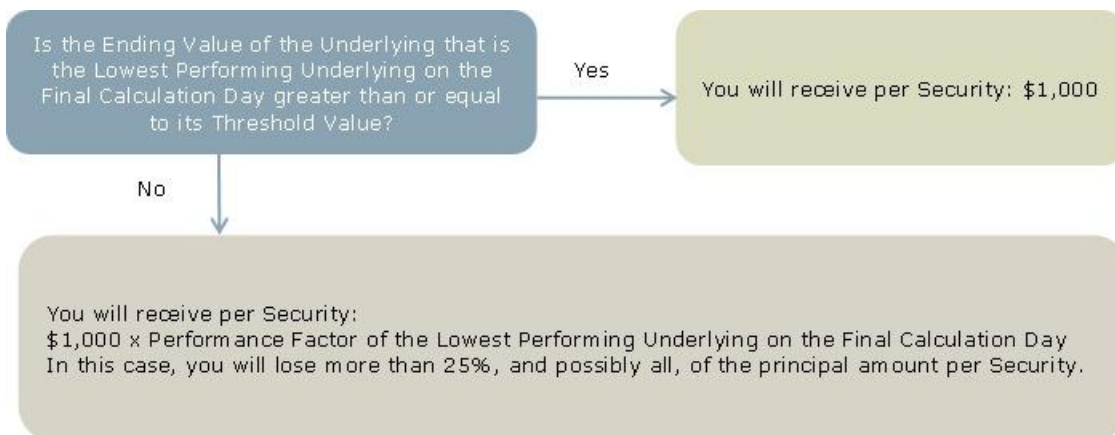 Is the Ending Value of the Underlying that is
the Lowest Performing Underlying on the
Final Calculation Day greater than or equal
to its Threshold Value?
Yes
You will receive per Security: $1,000
No
You will receive per Security:
$1,000 x Performance Factor of the Lowest Performing Underlying on the Final Calculation Day
In this case, you will lose more than 25%, and possibly all, of the principal amount per Security.